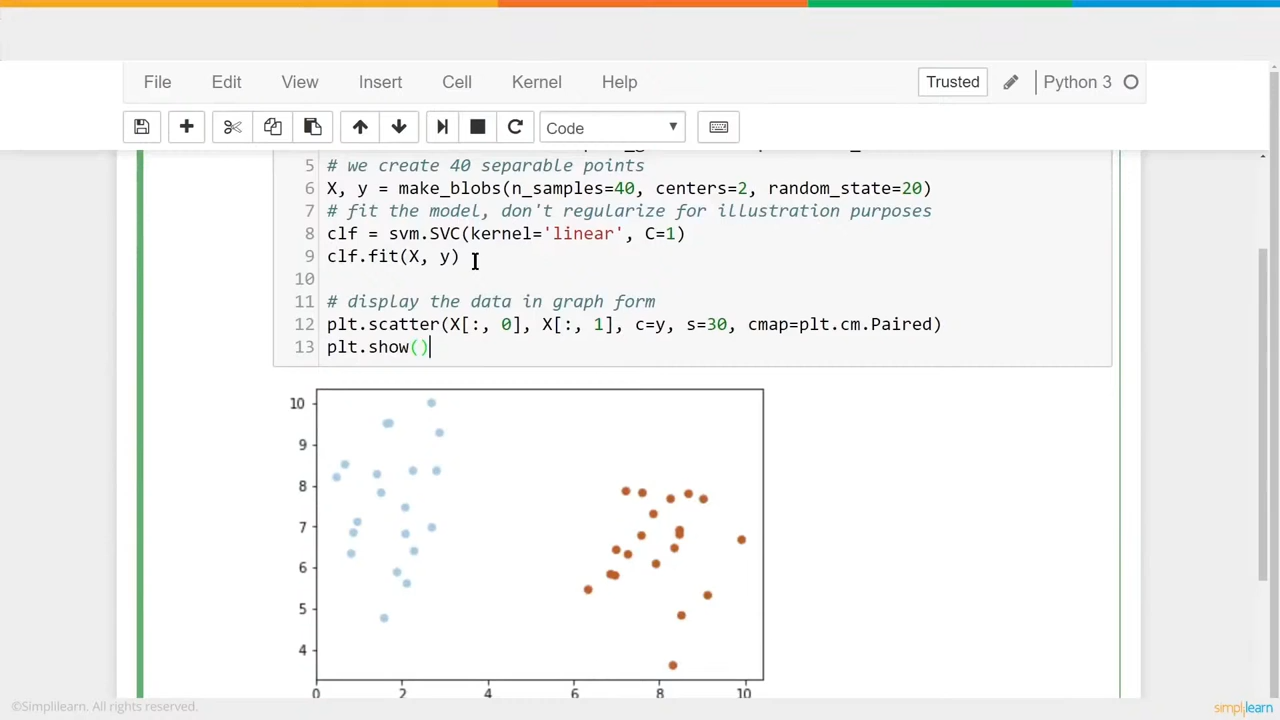 File Edit View Insert Cell Kernel Help Trusted Python 3
Code
5 # we create 40 separable points
6 X, y = make_blobs(n_samples=40, centers=2, random_state=20)
7 # fit the model, don't regularize for illustration purposes
8 clf = svm.SVC(kernel='linear', C=1)
9 clf.fit(X, y)
10
11 # display the data in graph form
12 plt.scatter(X[:, 0], X[:, 1], c=y, s=30, cmap=plt.cm.Paired)
13 plt.show()
10
9
8
7
6
5
4
0 2 4 6 8 10
©Simplilearn. All rights reserved. simplilearn